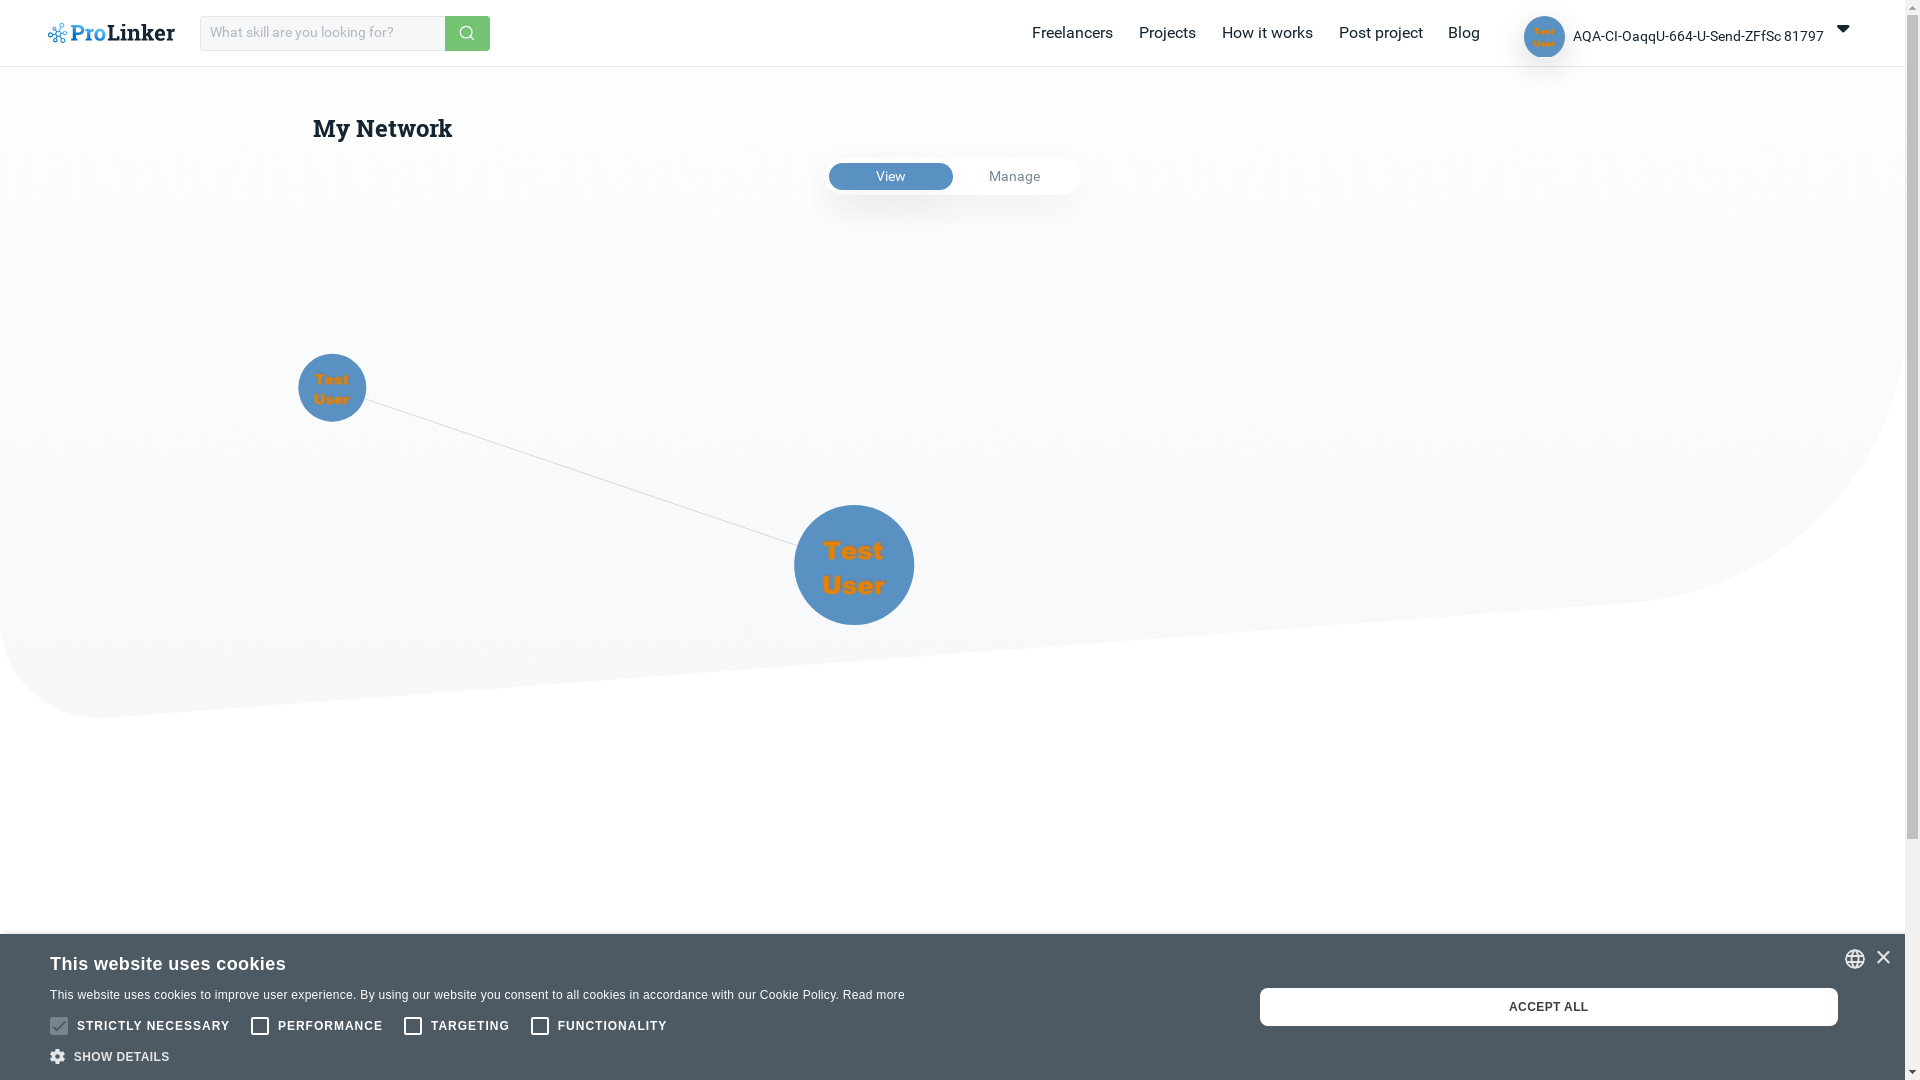 ProLinker
What skill are you looking for?
Freelancers Projects How it works Post project Blog
Test
User
AQA-CI-OaqqU-664-U-Send-ZFfSc 81797
My Network
View Manage
Test
User
Test
User
This website uses cookies
This website uses cookies to improve user experience. By using our website you consent to all cookies in accordance with our Cookie Policy. Read more
STRICTLY NECESSARY PERFORMANCE TARGETING FUNCTIONALITY
SHOW DETAILS
ACCEPT ALL